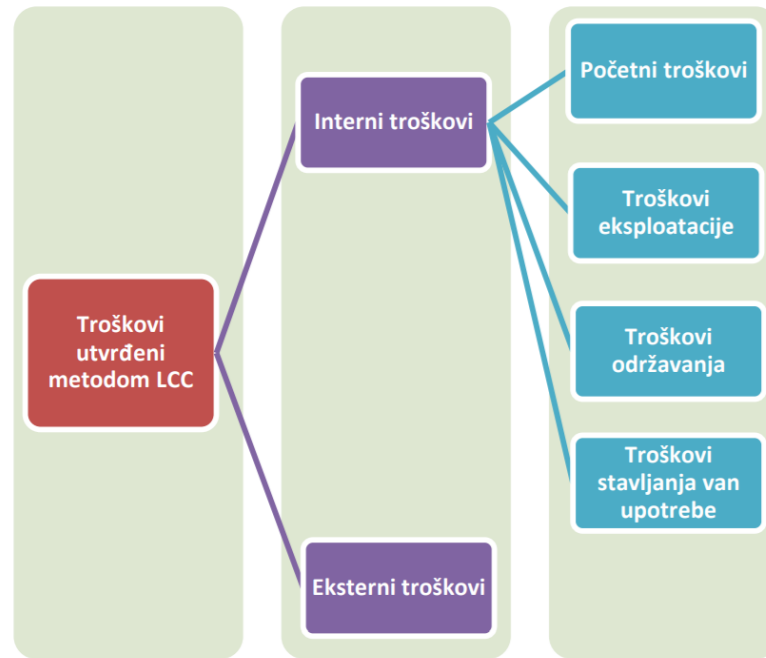 Troškovi
utvrđeni
metodom LCC
Interni troškovi
Eksterni troškovi
Početni troškovi
Troškovi
eksploatacije
Troškovi
održavanja
Troškovi
stavljanja van
upotrebe